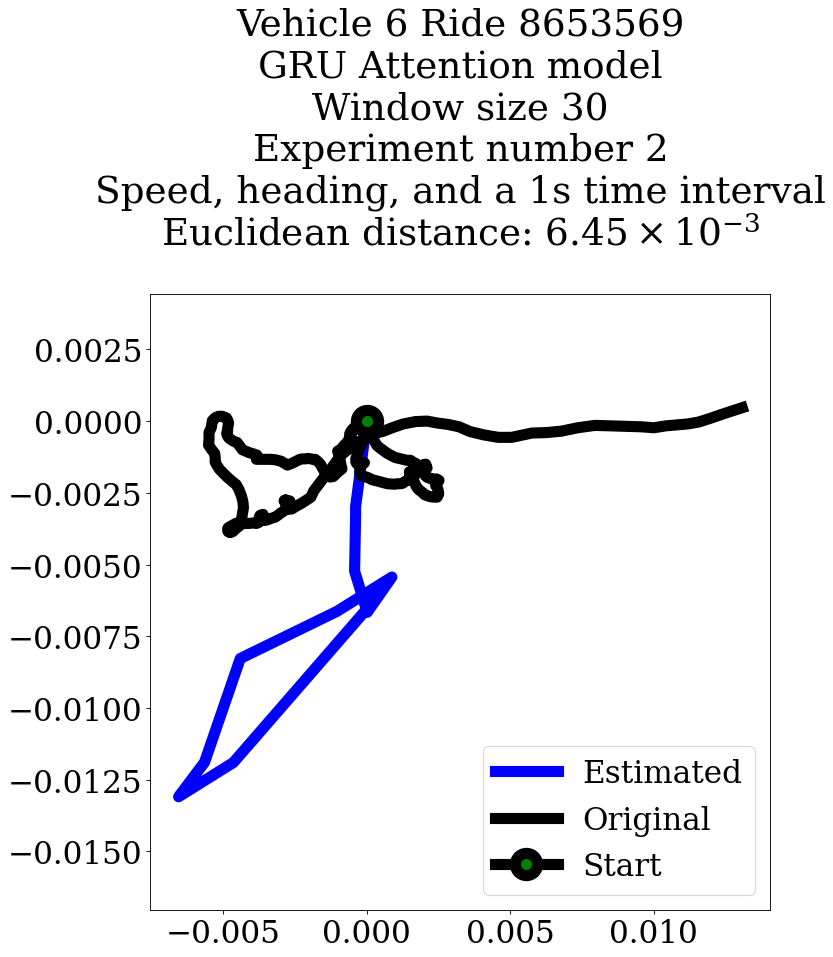 Vehicle 6 Ride 8653569
GRU Attention model
Window size 30
Experiment number 2
Speed, heading, and a 1s time interval
Euclidean distance: 6.45 × 10⁻³
0.0025
0.0000
−0.0025
−0.0050
−0.0075
−0.0100
−0.0125
−0.0150
Estimated
Original
Start
−0.005 0.000 0.005 0.010